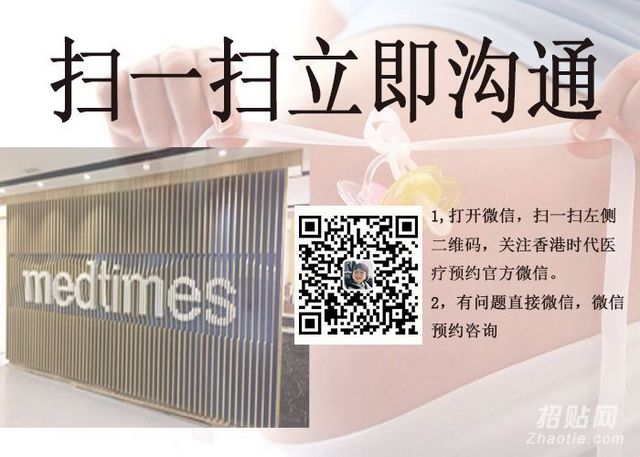 扫一扫立即沟通
medtimes
1,打开微信，扫一扫左侧
二维码，关注香港时代医
疗预约官方微信。
2，有问题直接微信，微信
预约咨询
招贴网
Zhaotie.com